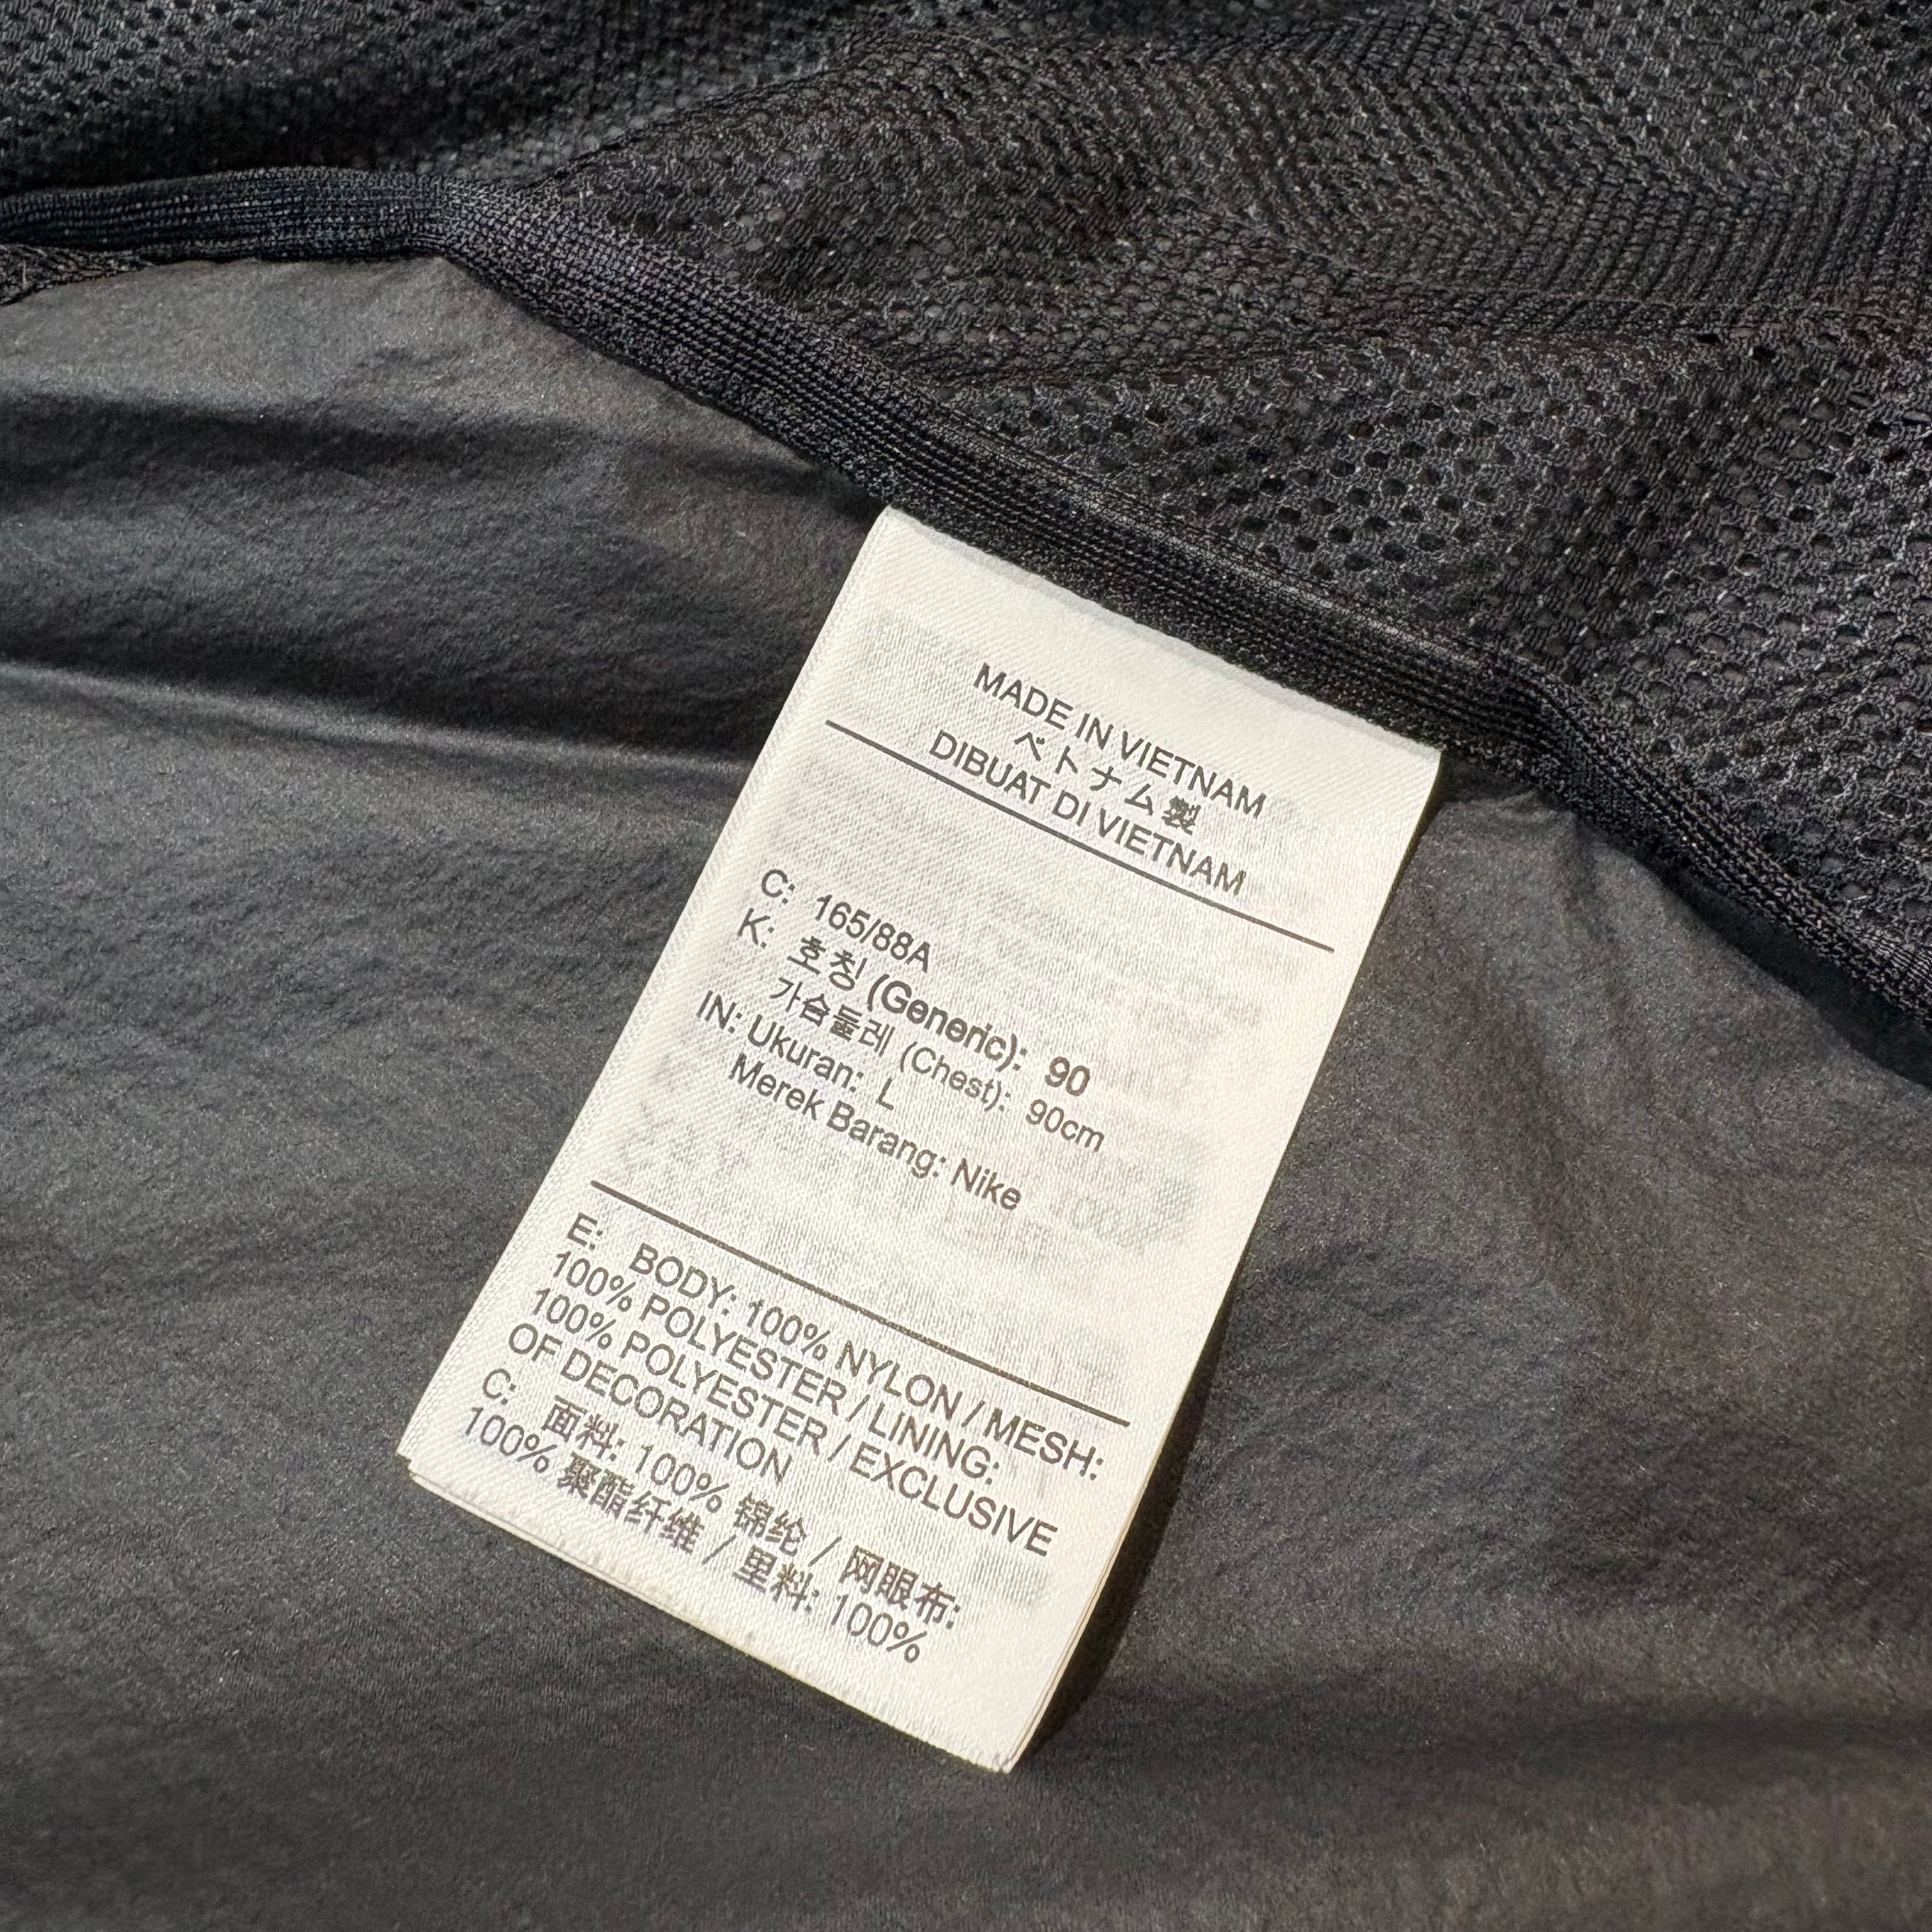 MADE IN VIETNAM
ベトナム製
DIBUAT DI VIETNAM
C: 165/88A
K: 호칭 (Generic): 90
가슴둘레 (Chest): 90cm
IN: Ukuran: L
Merek Barang: Nike
E: BODY: 100% NYLON / MESH:
100% POLYESTER / LINING:
100% POLYESTER / EXCLUSIVE
OF DECORATION
C: 面料: 100% 锦纶 / 网眼布:
100% 聚酯纤维 / 里料: 100%